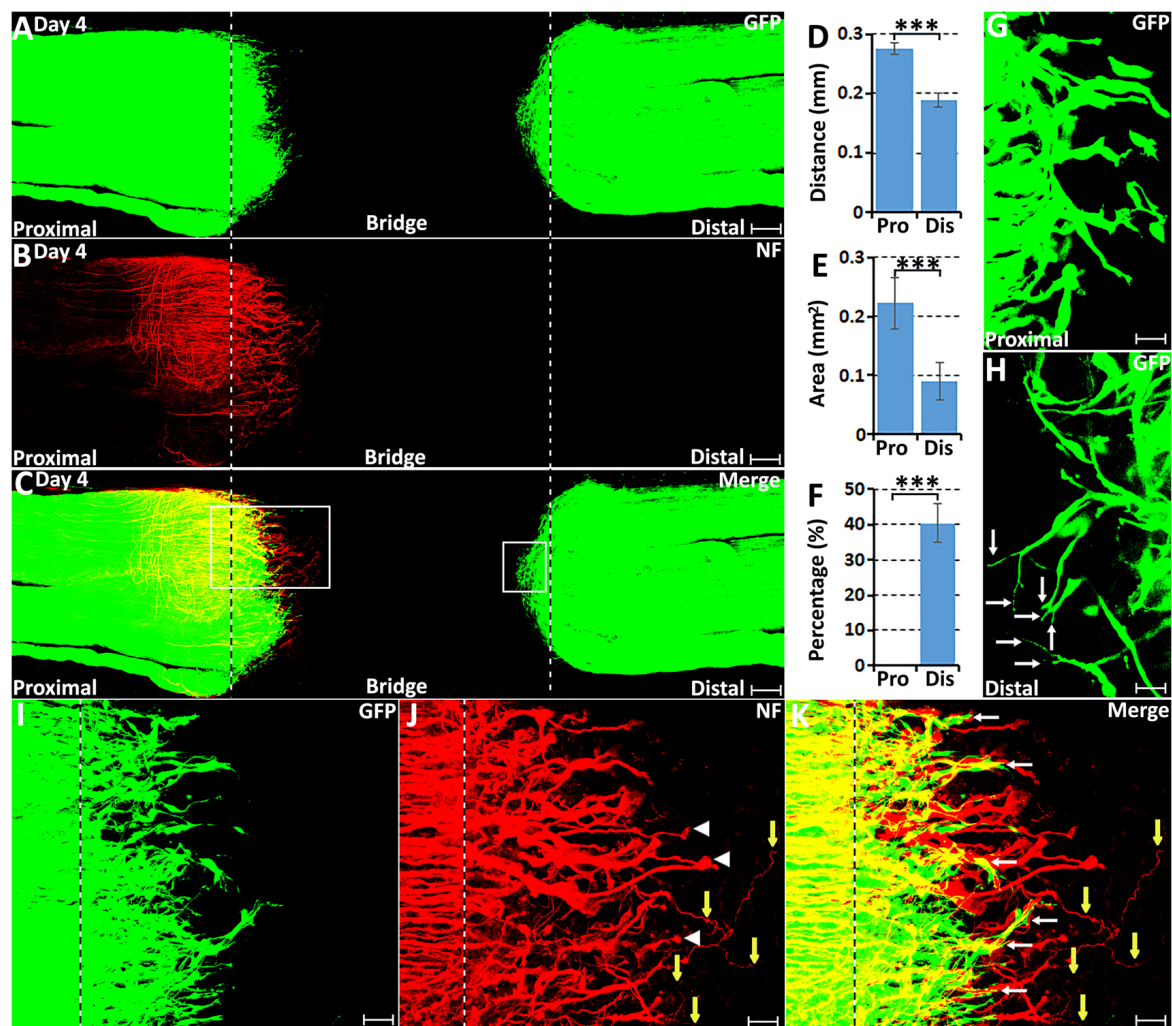 A Day 4 GFP
Proximal Bridge Distal
B Day 4 NF
Proximal Bridge Distal
C Day 4 Merge
Proximal Bridge Distal
D
Distance (mm)
0.3
0.2
0.1
0
***
Pro Dis
E
Area (mm²)
0.3
0.2
0.1
0
***
Pro Dis
F
Percentage (%)
50
40
30
20
10
0
***
Pro Dis
G GFP
Proximal
H GFP
Distal
I GFP
J NF
K Merge